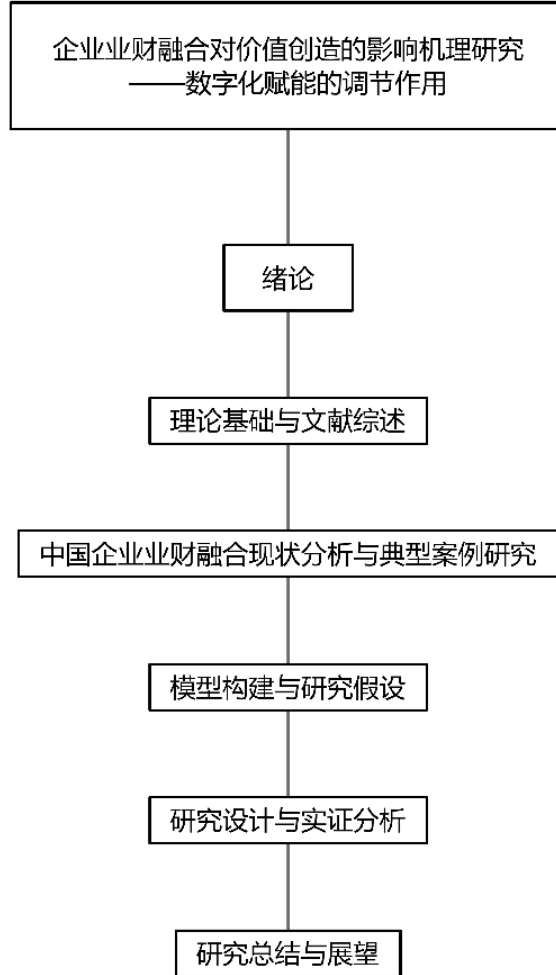 企业业财融合对价值创造的影响机理研究
——数字化赋能的调节作用
绪论
理论基础与文献综述
中国企业业财融合现状分析与典型案例研究
模型构建与研究假设
研究设计与实证分析
研究总结与展望